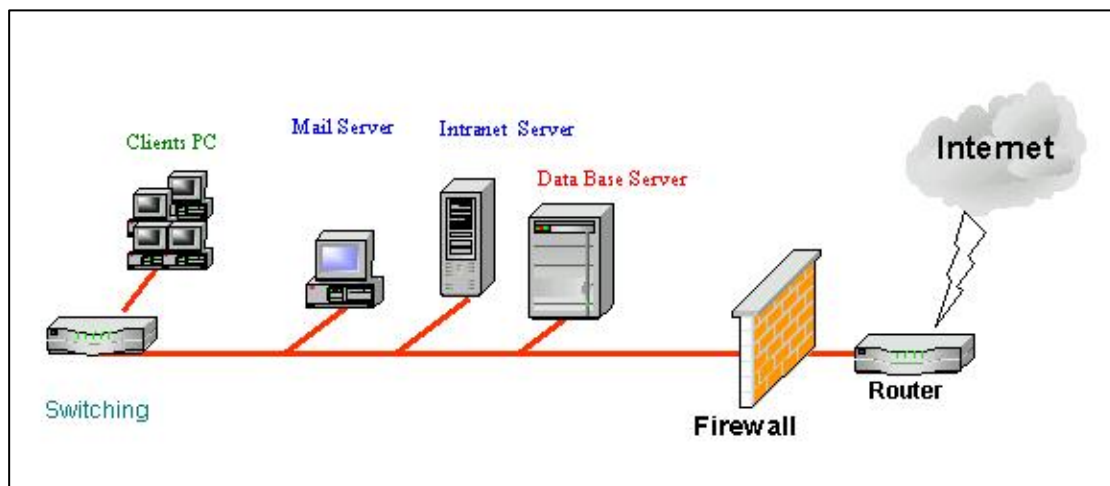 Clients PC
Mail Server
Intranet Server
Data Base Server
Internet
Switching
Firewall
Router